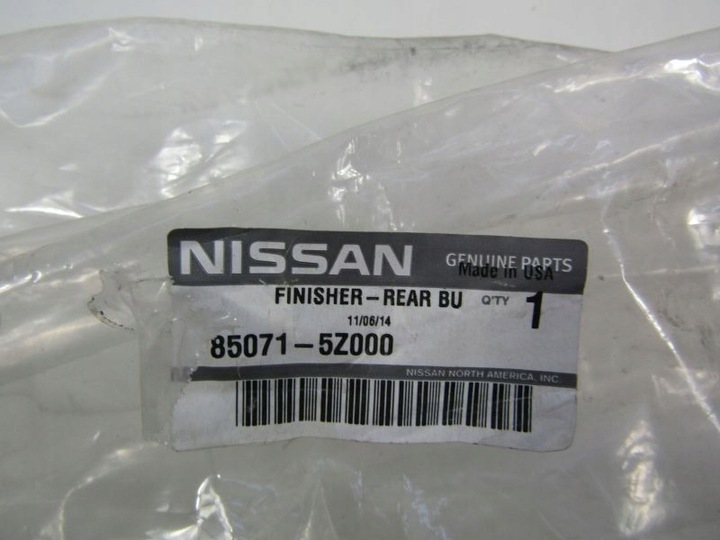 NISSAN GENUINE PARTS
Made in USA
FINISHER-REAR BU Q'TY 1
11/06/14
85071-5Z000
NISSAN NORTH AMERICA, INC.